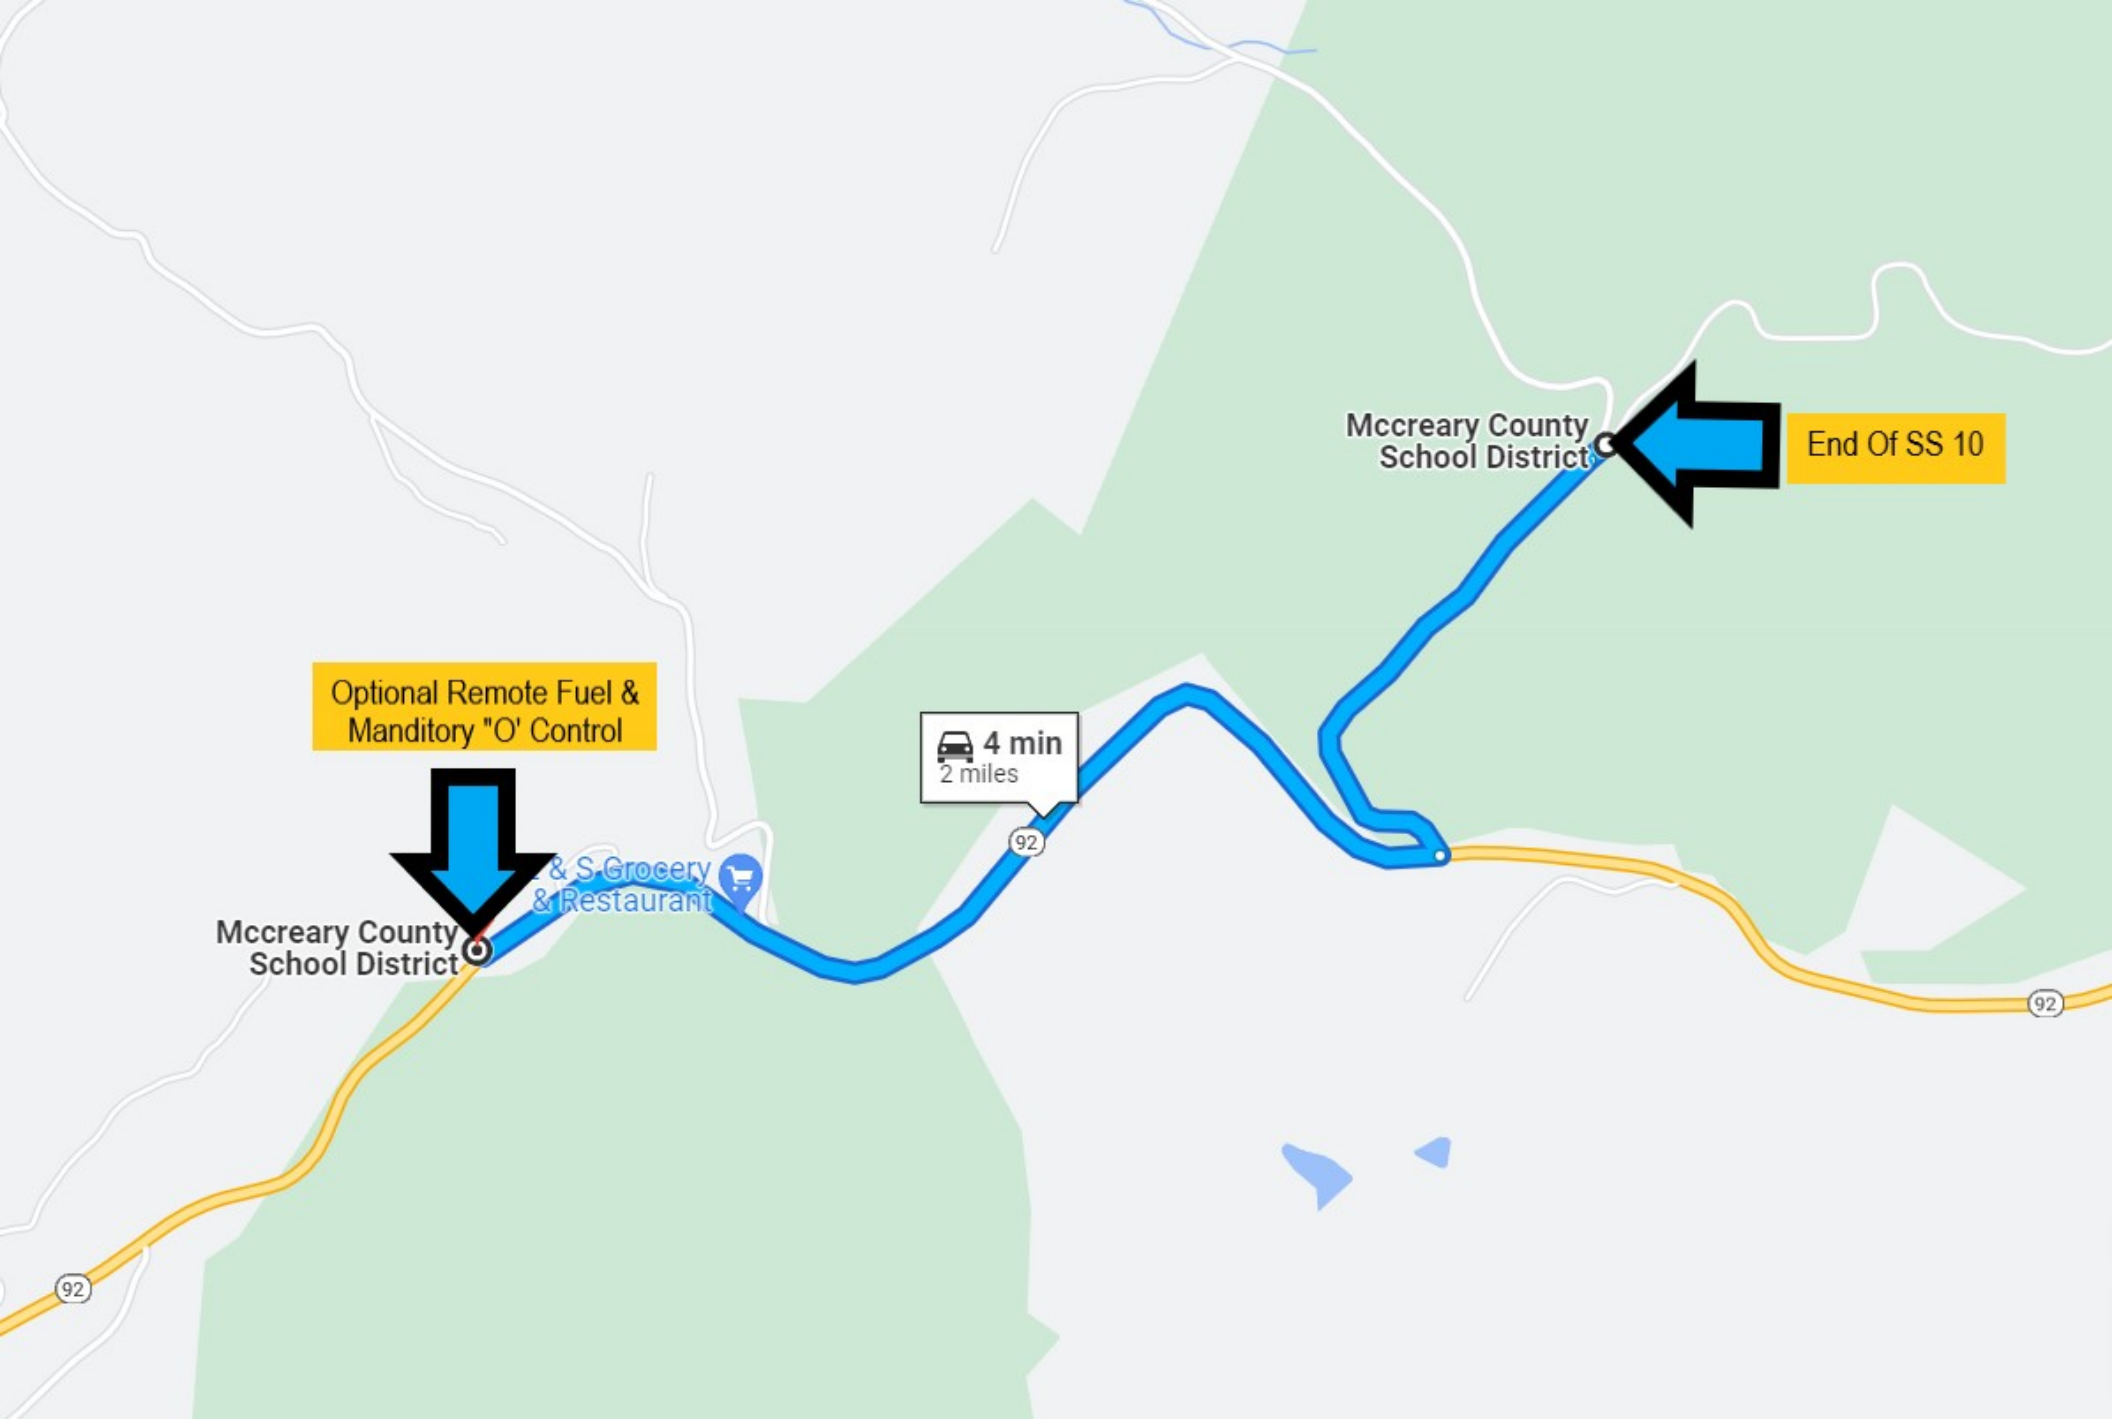 Mccreary County
School District
End Of SS 10
Optional Remote Fuel &
Manditory "O' Control
4 min
2 miles
92
& S Grocery
& Restaurant
Mccreary County
School District
92
92